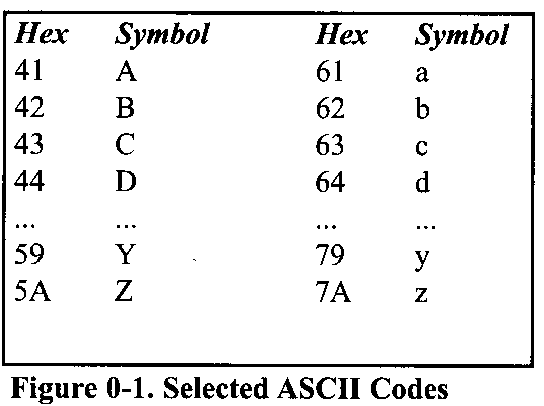 Hex Symbol Hex Symbol
41 A 61 a
42 B 62 b
43 C 63 c
44 D 64 d
... ... ... ...
59 Y 79 y
5A Z 7A z
Figure 0-1. Selected ASCII Codes